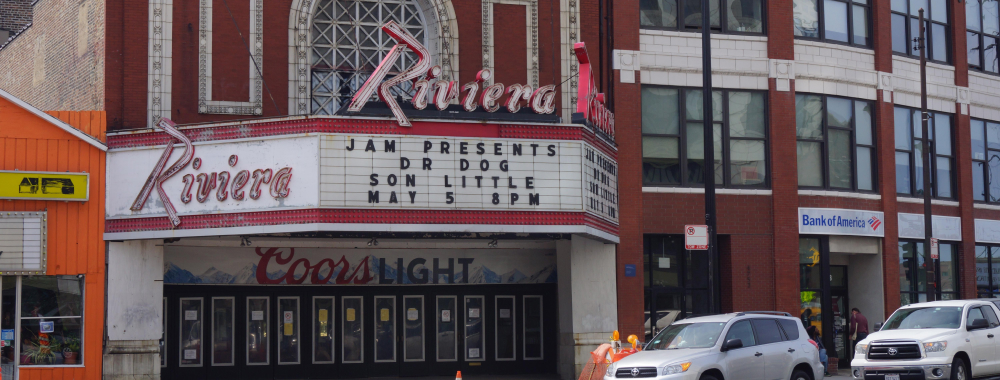 Riviera
Riviera
JAM PRESENTS
DR DOG
SON LITTLE
MAY 5 8PM
Coors LIGHT
Bank of America